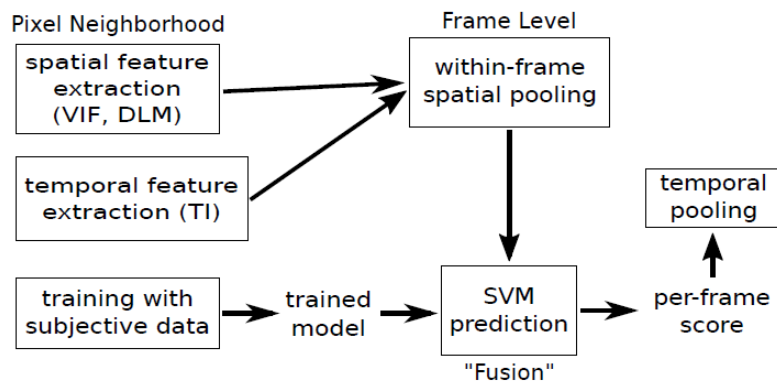 Pixel Neighborhood
spatial feature
extraction
(VIF, DLM)
temporal feature
extraction (TI)
training with
subjective data
trained
model
Frame Level
within-frame
spatial pooling
SVM
prediction
"Fusion"
per-frame
score
temporal
pooling